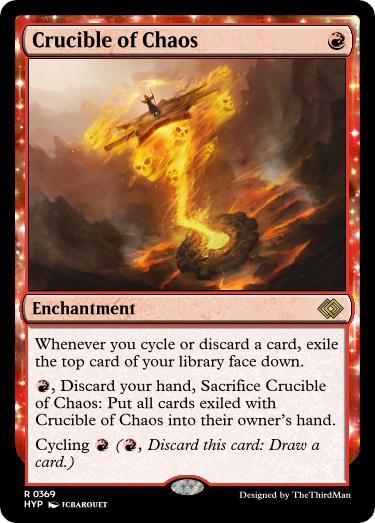 Crucible of Chaos
Enchantment
Whenever you cycle or discard a card, exile
the top card of your library face down.
, Discard your hand, Sacrifice Crucible
of Chaos: Put all cards exiled with
Crucible of Chaos into their owner's hand.
Cycling (, Discard this card: Draw a
card.)
R 0369
HYP JCBARQUET
Designed by TheThirdMan